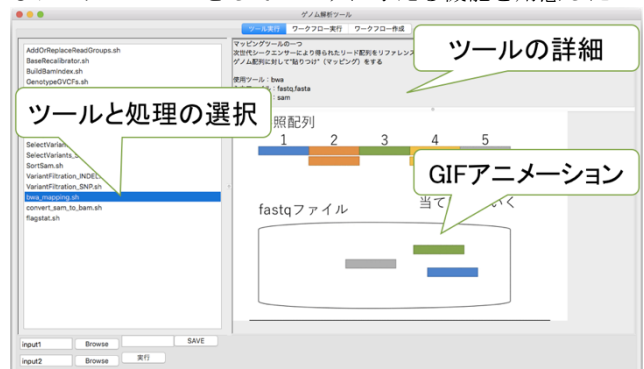 ゲノム解析ツール
ツール実行 ワークフロー実行 ワークフロー作成
AddOrReplaceReadGroups.sh
BaseRecalibrator.sh
BuildBamindex.sh
GenotypeGVCFs.sh
SelectVariants_
SortSam.sh
VariantFiltration_INDEL
VariantFiltration_SNP.sh
bwa_mapping.sh
convert_sam_to_bam.sh
flagstat.sh
ツールと処理の選択
マッピングツールの一つ
次世代シークエンサーにより得られたリード配列をリファレンス
ゲノム配列に対して"貼りつけ"（マッピング）をする
使用ツール：bwa
fastq,fasta
sam
ツールの詳細
照配列
1 2 3 4 5
GIFアニメーション
fastqファイル
当て
く
input1 Browse SAVE
input2 Browse 実行